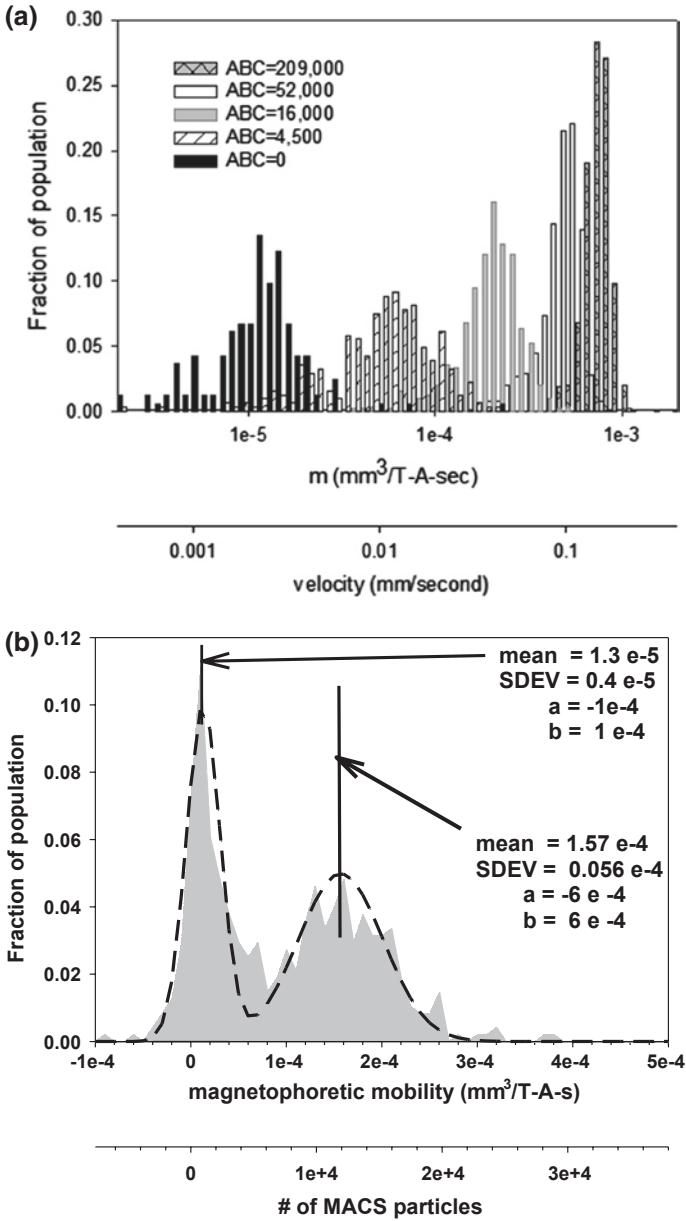 (a)
0.30
0.25
0.20
0.15
0.10
0.05
0.00
Fraction of population
ABC=209,000
ABC=52,000
ABC=16,000
ABC=4,500
ABC=0
1e-5 1e-4 1e-3
m (mm³/T-A-sec)
0.001 0.01 0.1
velocity (mm/second)
(b)
0.12
0.10
0.08
0.06
0.04
0.02
0.00
Fraction of population
mean = 1.3 e-5
SDEV = 0.4 e-5
a = -1e-4
b = 1 e-4
mean = 1.57 e-4
SDEV = 0.056 e-4
a = -6 e -4
b = 6 e -4
-1e-4 0 1e-4 2e-4 3e-4 4e-4 5e-4
magnetophoretic mobility (mm³/T-A-s)
0 1e+4 2e+4 3e+4
# of MACS particles